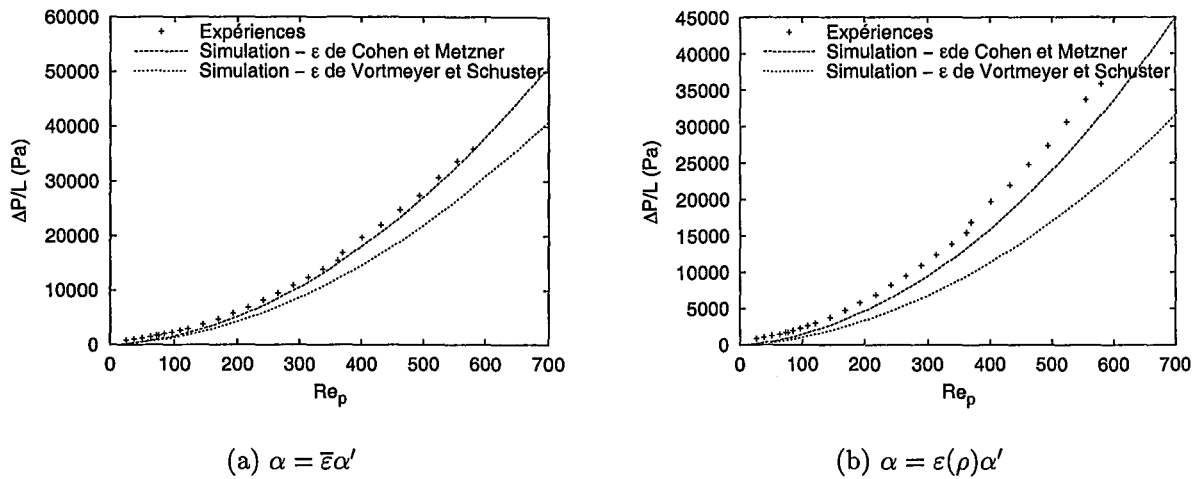 60000
50000
40000
30000
20000
10000
0
ΔP/L (Pa)
Expériences
Simulation – ε de Cohen et Metzner
Simulation – ε de Vortmeyer et Schuster
0 100 200 300 400 500 600 700
Re_p
(a) α = ε̅α′
45000
40000
35000
30000
25000
20000
15000
10000
5000
0
ΔP/L (Pa)
Expériences
Simulation – εde Cohen et Metzner
Simulation – ε de Vortmeyer et Schuster
0 100 200 300 400 500 600 700
Re_p
(b) α = ε(ρ)α′